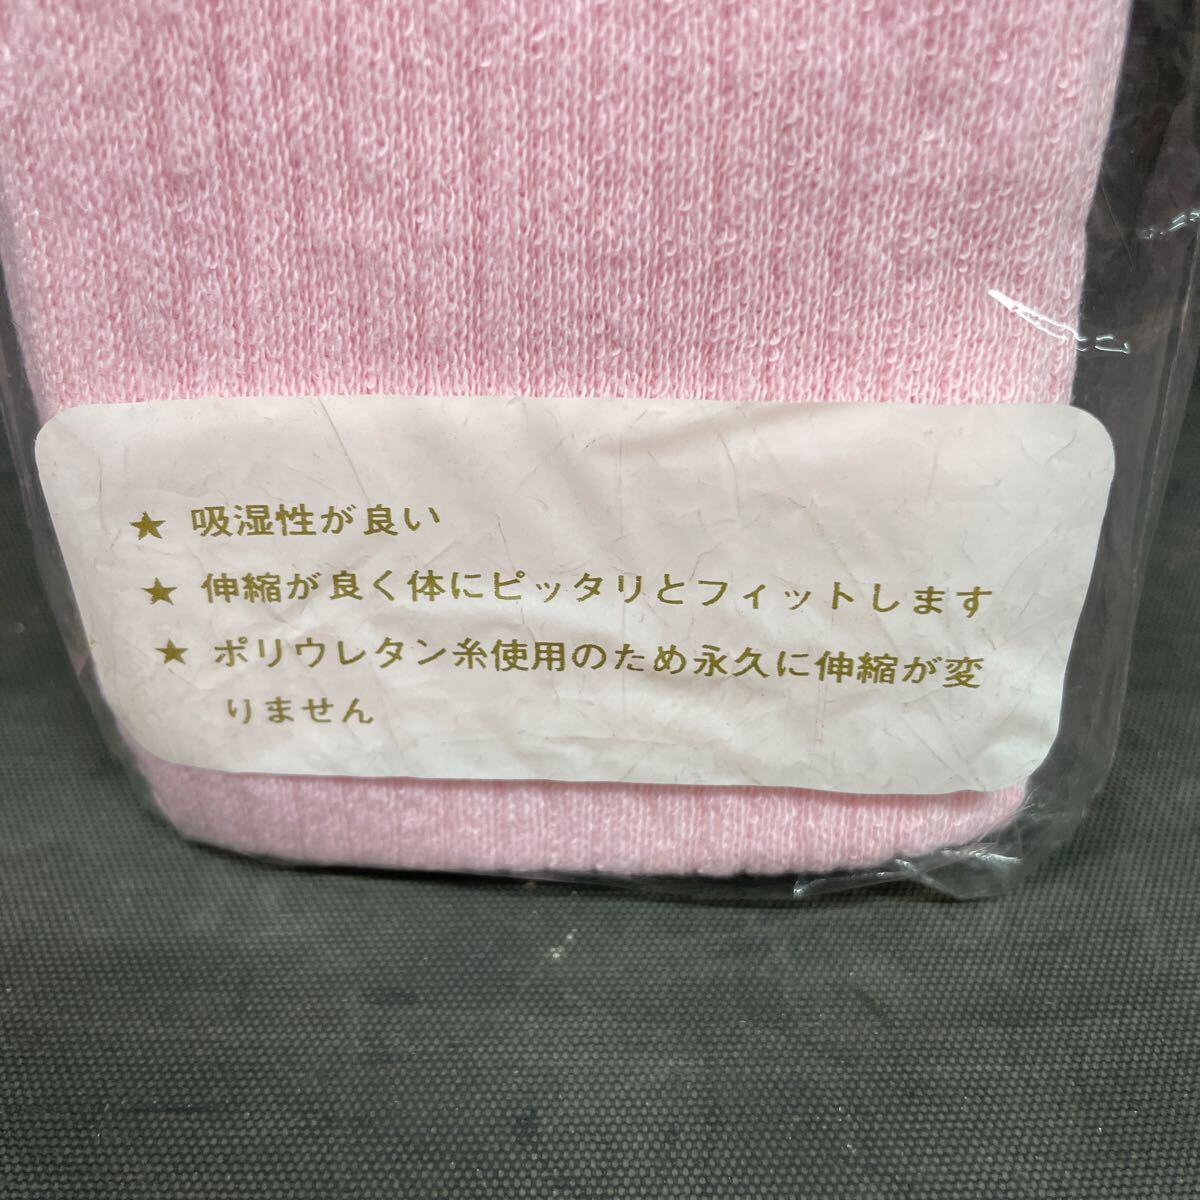 ★ 吸湿性が良い
★ 伸縮が良く体にピッタリとフィットします
★ ポリウレタン糸使用のため永久に伸縮が変
りません